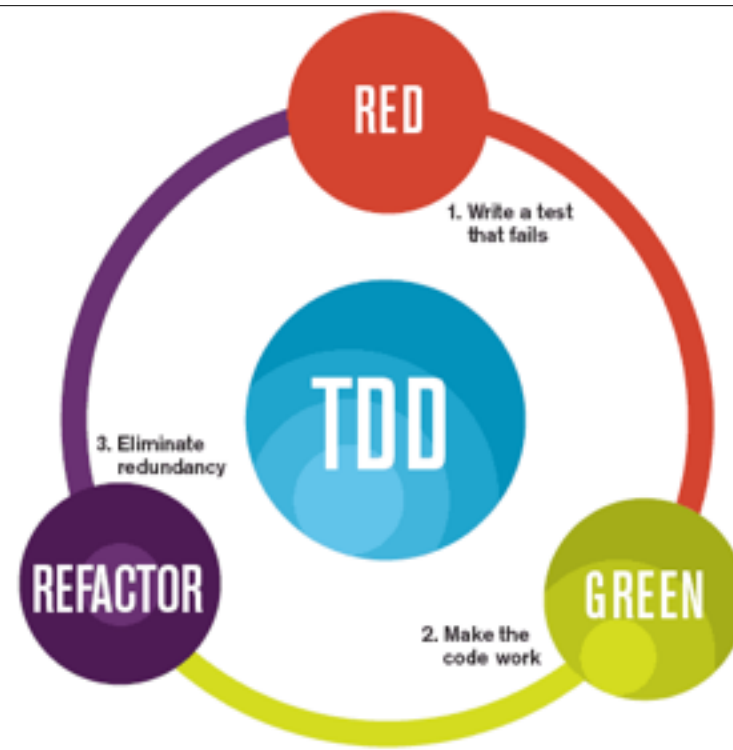 RED
1. Write a test
that fails
TDD
3. Eliminate
redundancy
REFACTOR
GREEN
2. Make the
code work